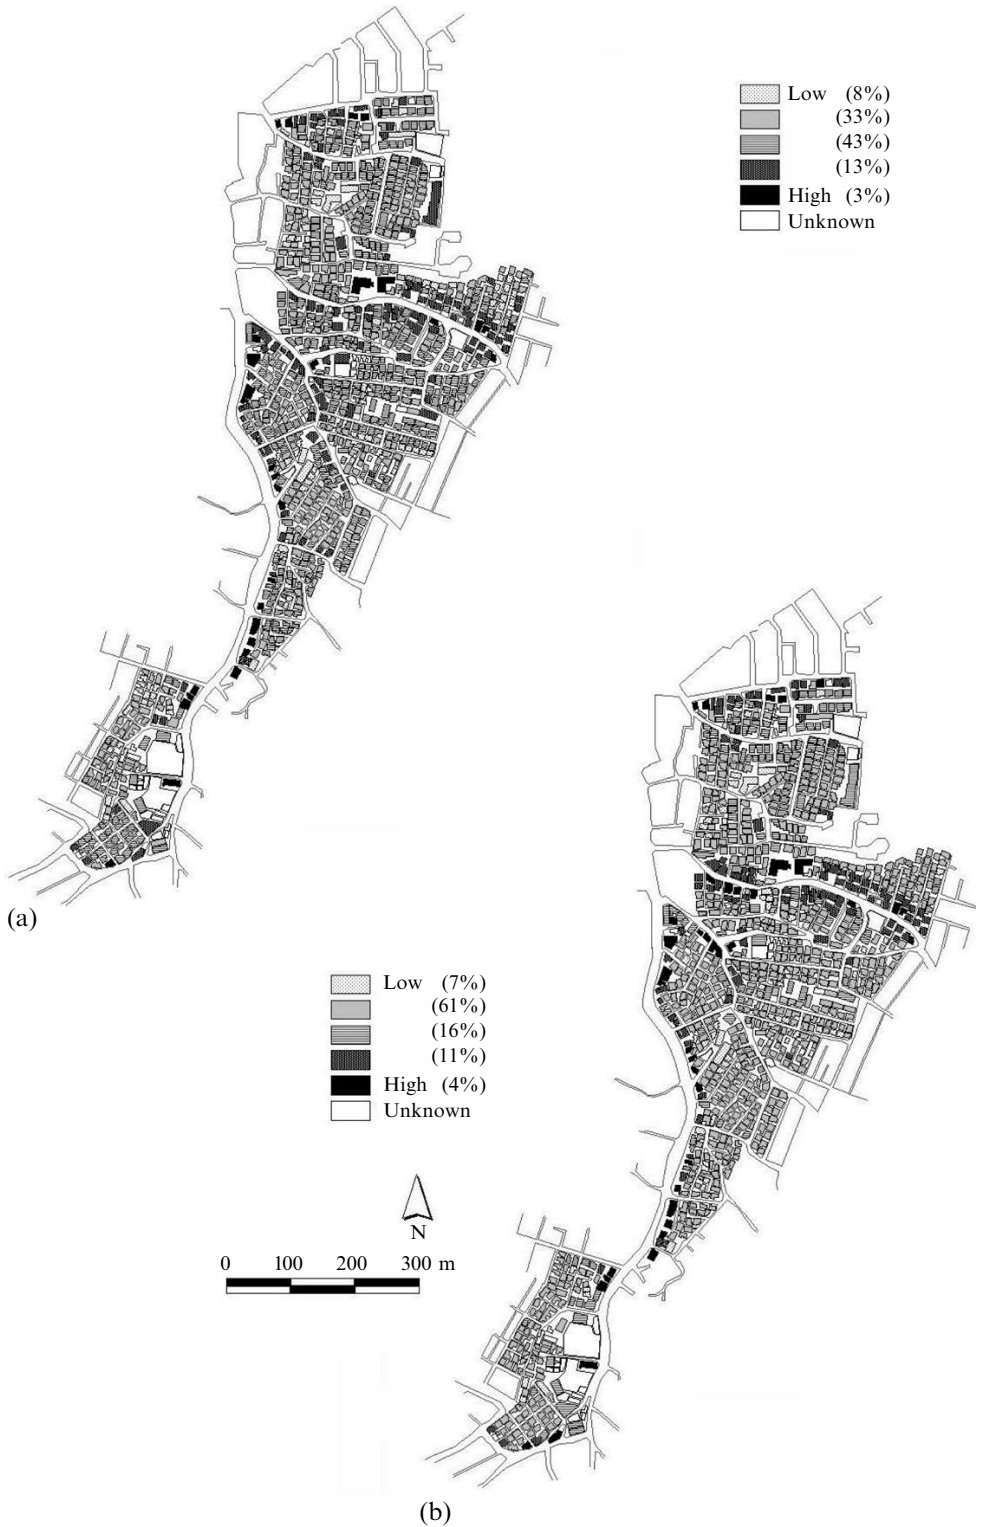 Low (8%)
(33%)
(43%)
(13%)
High (3%)
Unknown
(a)
Low (7%)
(61%)
(16%)
(11%)
High (4%)
Unknown
N
0 100 200 300 m
(b)